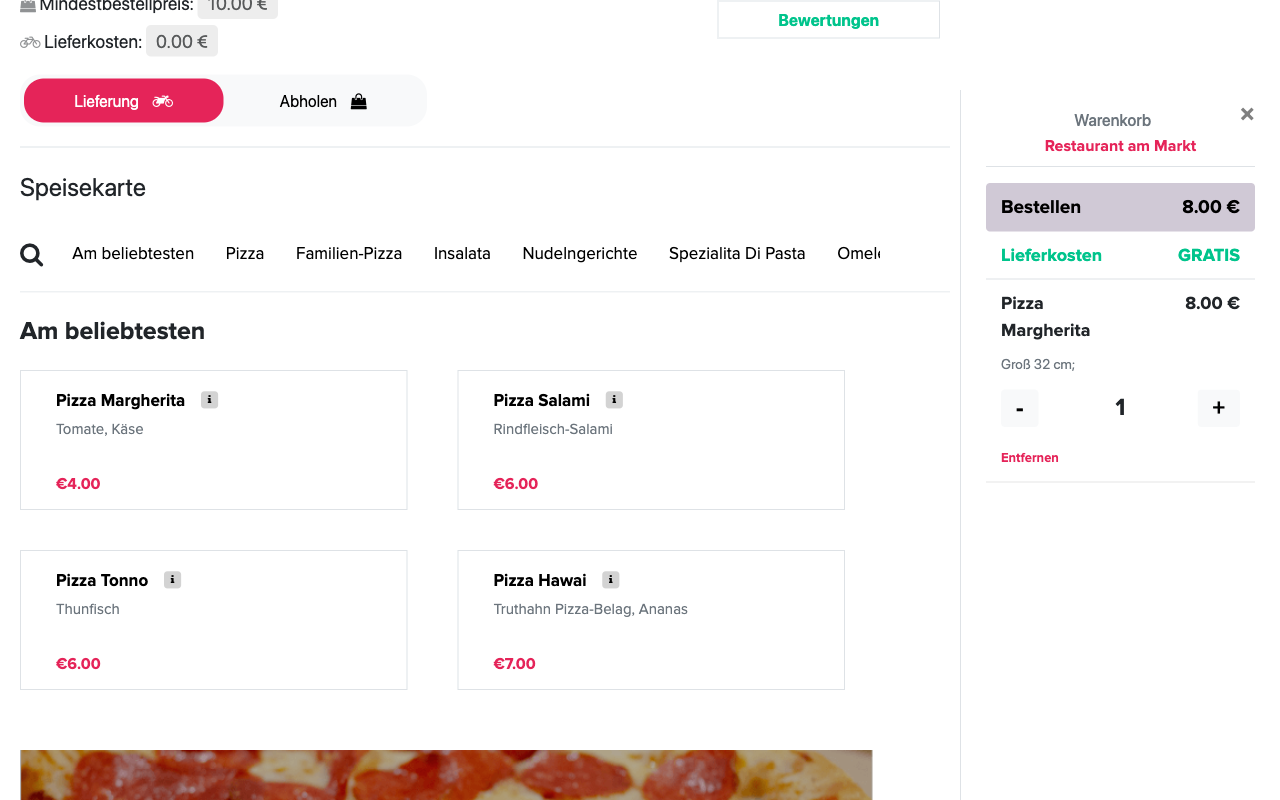 Mindestbestellpreis: 10.00 €
Bewertungen
Lieferkosten: 0.00 €
Lieferung
Abholen
Speisekarte
Am beliebtesten
Pizza
Familien-Pizza
Insalata
Nudelngerichte
Spezialita Di Pasta
Omele
Am beliebtesten
Pizza Margherita i
Tomate, Käse
€4.00
Pizza Salami i
Rindfleisch-Salami
€6.00
Pizza Tonno i
Thunfisch
€6.00
Pizza Hawai i
Truthahn Pizza-Belag, Ananas
€7.00
Warenkorb
×
Restaurant am Markt
Bestellen 8.00 €
Lieferkosten GRATIS
Pizza 8.00 €
Margherita
Groß 32 cm;
- 1 +
Entfernen